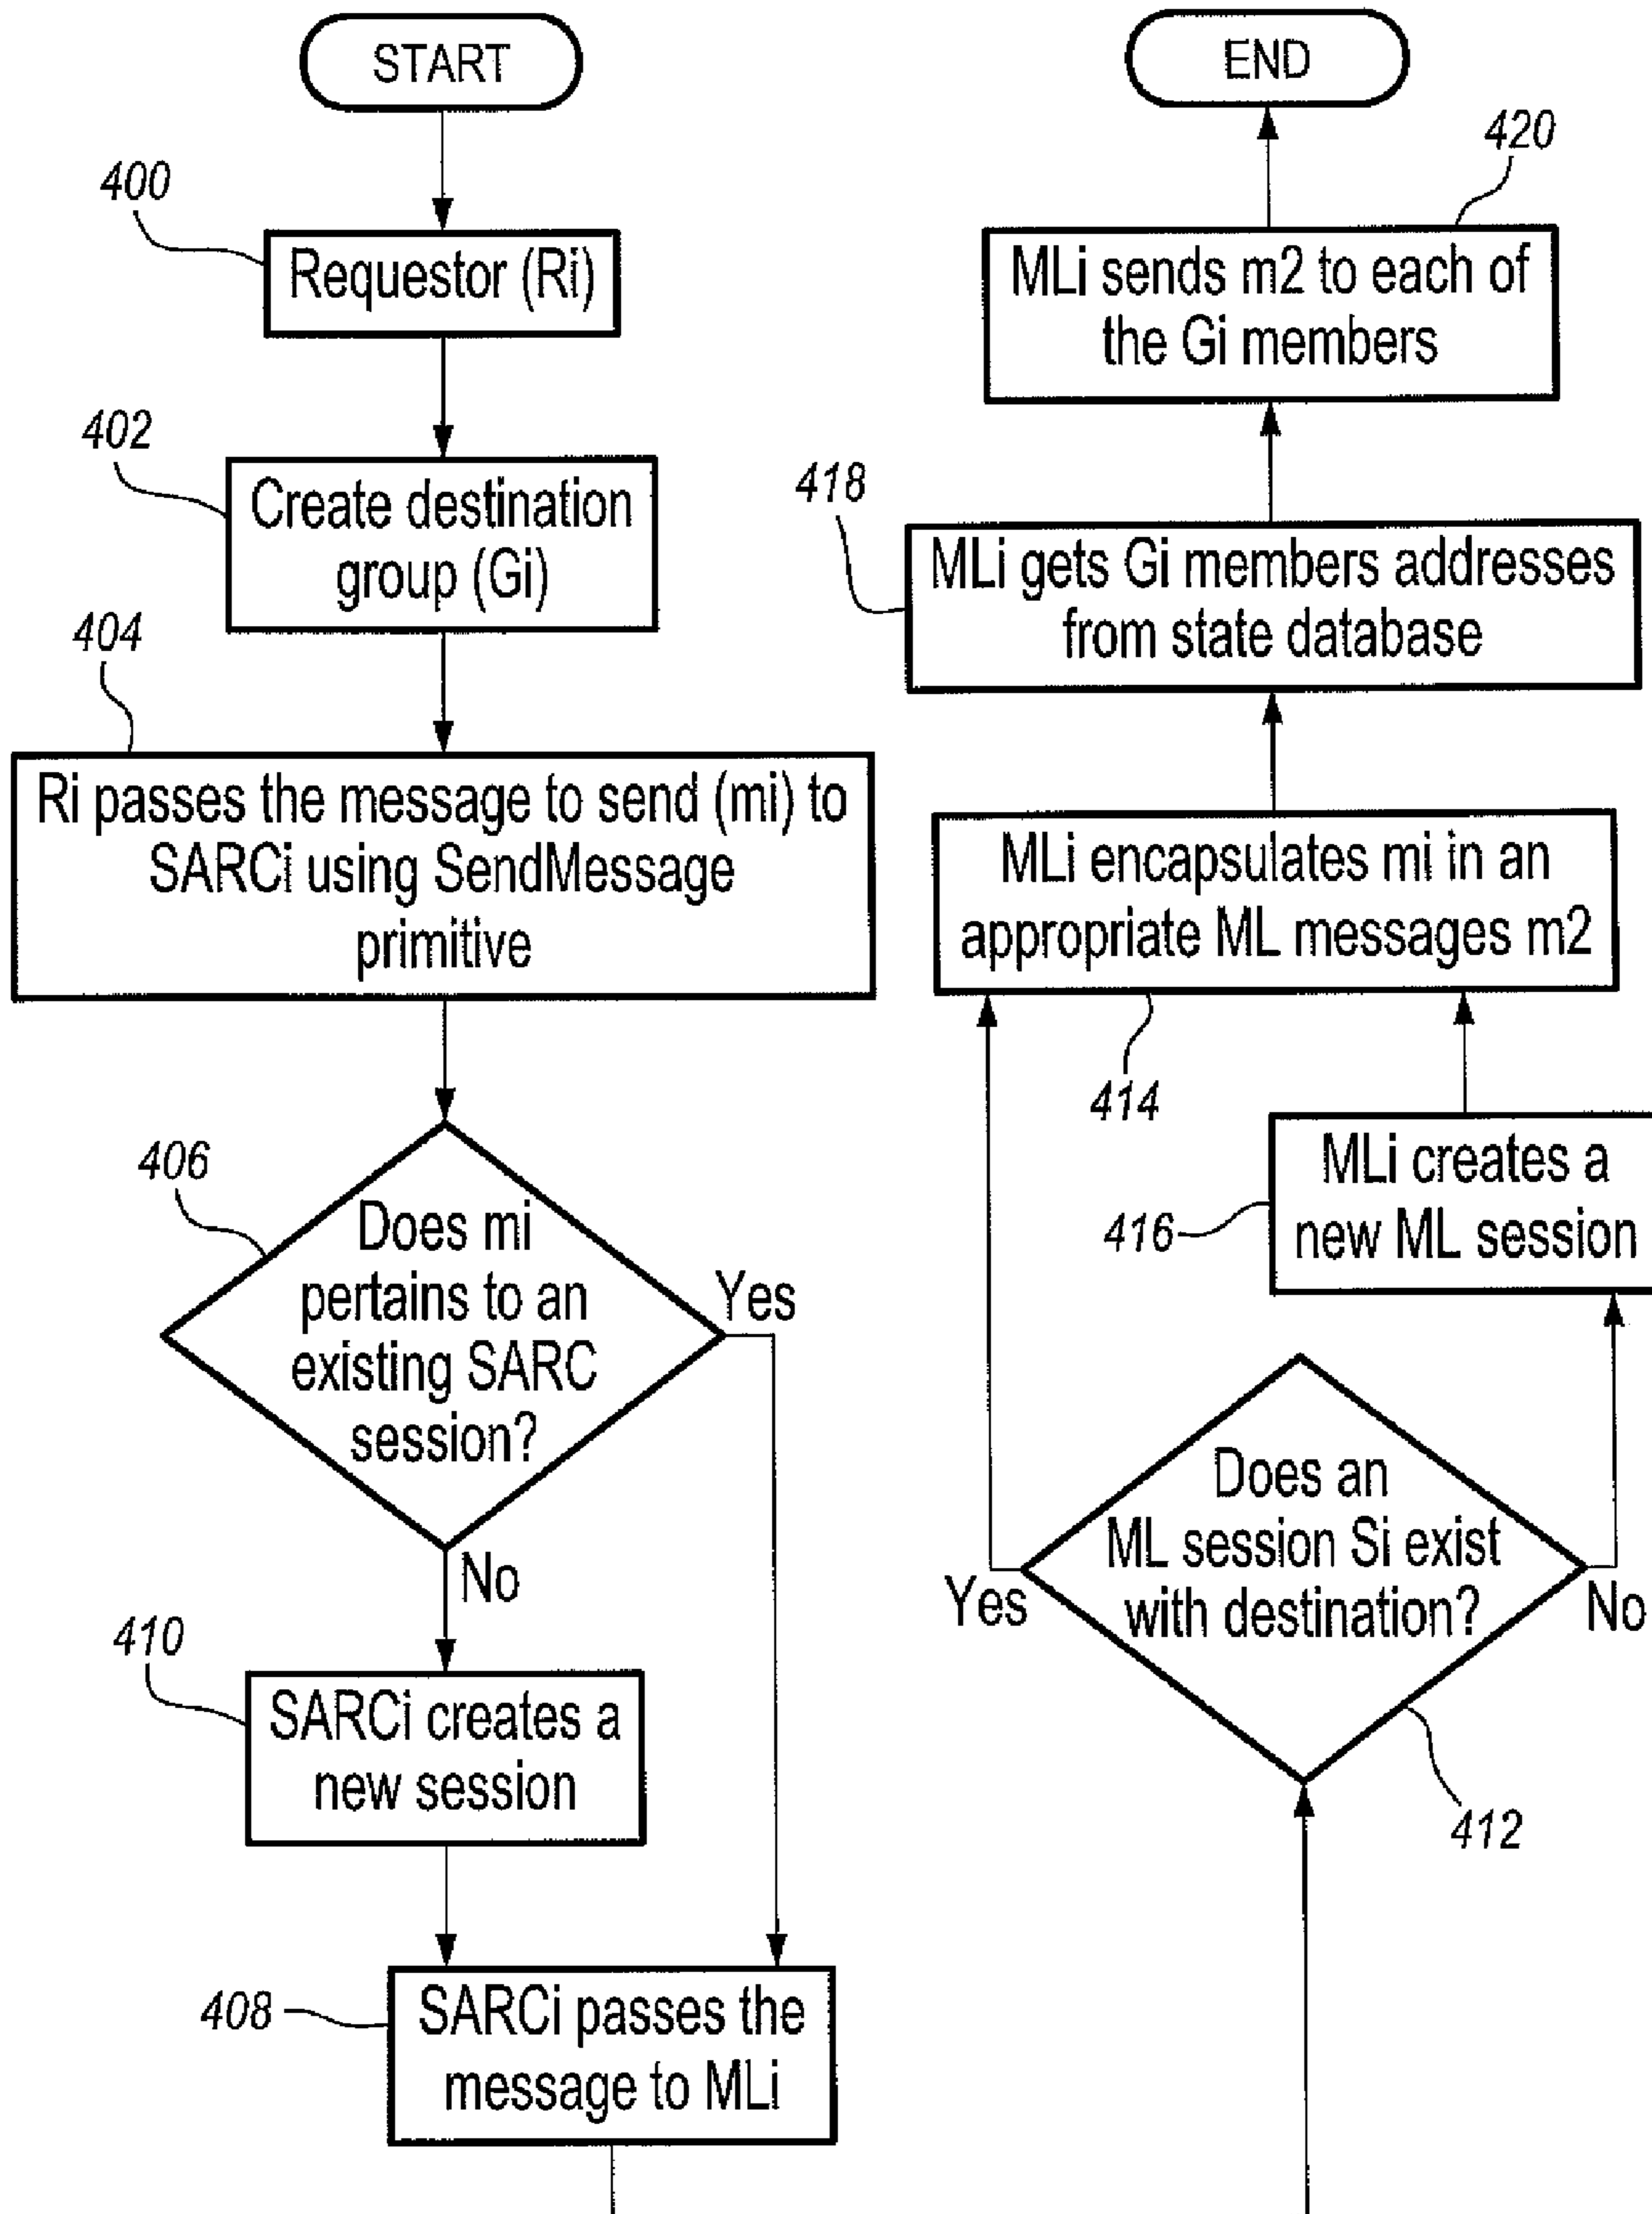 START
400
Requestor (Ri)
402
Create destination
group (Gi)
404
Ri passes the message to send (mi) to
SARCi using SendMessage
primitive
406
Does mi
pertains to an
existing SARC
session?
Yes
No
410
SARCi creates a
new session
408
SARCi passes the
message to MLi
END
420
MLi sends m2 to each of
the Gi members
418
MLi gets Gi members addresses
from state database
MLi encapsulates mi in an
appropriate ML messages m2
414
MLi creates a
new ML session
416
Does an
ML session Si exist
with destination?
Yes
No
412